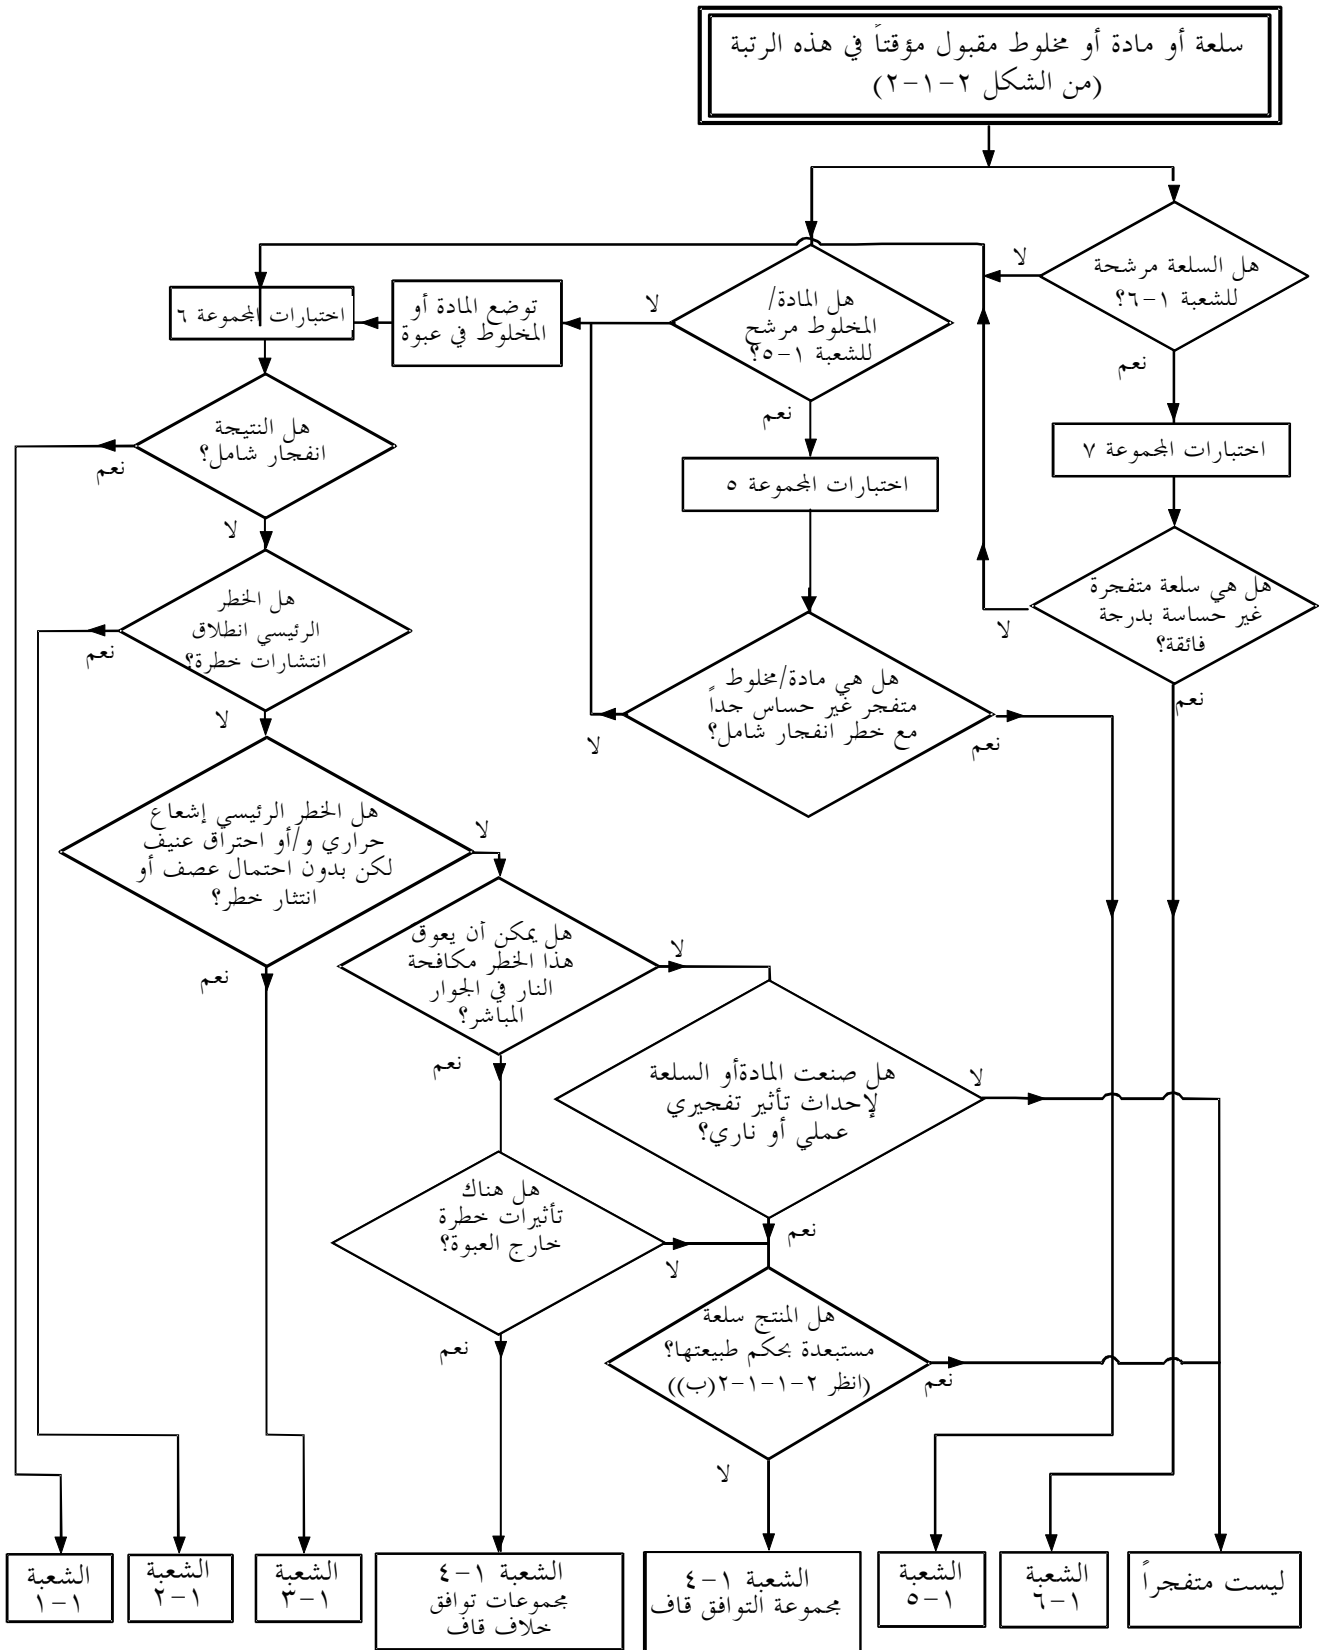 سلعة أو مادة أو مخلوط مقبول مؤقتاً في هذه الرتبة
(من الشكل ٢-١-٢)
هل السلعة مرشحة
للشعبة ١-٦؟
لا
نعم
هل المادة/
المخلوط مرشح
للشعبة ١-٥؟
لا
نعم
توضع المادة أو
المخلوط في عبوة
اختبارات المجموعة ٦
اختبارات المجموعة ٧
اختبارات المجموعة ٥
هل النتيجة
انفجار شامل؟
نعم
لا
هل هي سلعة متفجرة
غير حساسة بدرجة
فائقة؟
لا
نعم
هل الخطر
الرئيسي انطلاق
انتشارات خطرة؟
نعم
لا
هل هي مادة/مخلوط
متفجر غير حساس جداً
مع خطر انفجار شامل؟
نعم
لا
هل الخطر الرئيسي إشعاع
حراري و/أو احتراق عنيف
لكن بدون احتمال عصف أو
انتثار خطر؟
لا
نعم
هل يمكن أن يعوق
هذا الخطر مكافحة
النار في الجوار
المباشر؟
لا
نعم
هل صنعت المادةأو السلعة
لإحداث تأثير تفجيري
عملي أو ناري؟
لا
نعم
هل هناك
تأثيرات خطرة
خارج العبوة؟
لا
نعم
هل المنتج سلعة
مستبعدة بحكم طبيعتها؟
(انظر ٢-١-١-٢(ب))
نعم
لا
ليست متفجراً
الشعبة
١-٦
الشعبة
١-٥
الشعبة ١-٤
مجموعة التوافق قاف
الشعبة ١-٤
مجموعات توافق
خلاف قاف
الشعبة
١-٣
الشعبة
١-٢
الشعبة
١-١